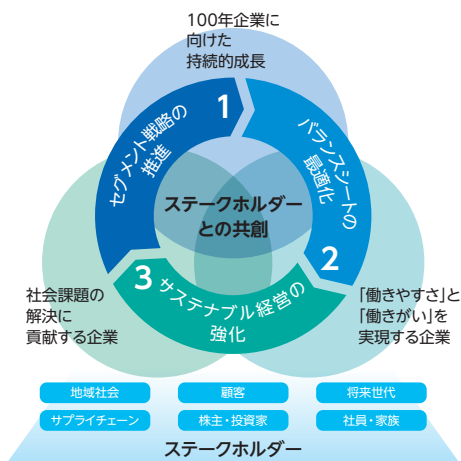 100年企業に
向けた
持続的成長
1
セグメント戦略の
推進
バランスシートの
最適化
2
ステークホルダー
との共創
3
サステナブル経営の
強化
社会課題の
解決に
貢献する企業
「働きやすさ」と
「働きがい」を
実現する企業
地域社会
顧客
将来世代
サプライチェーン
株主・投資家
社員・家族
ステークホルダー